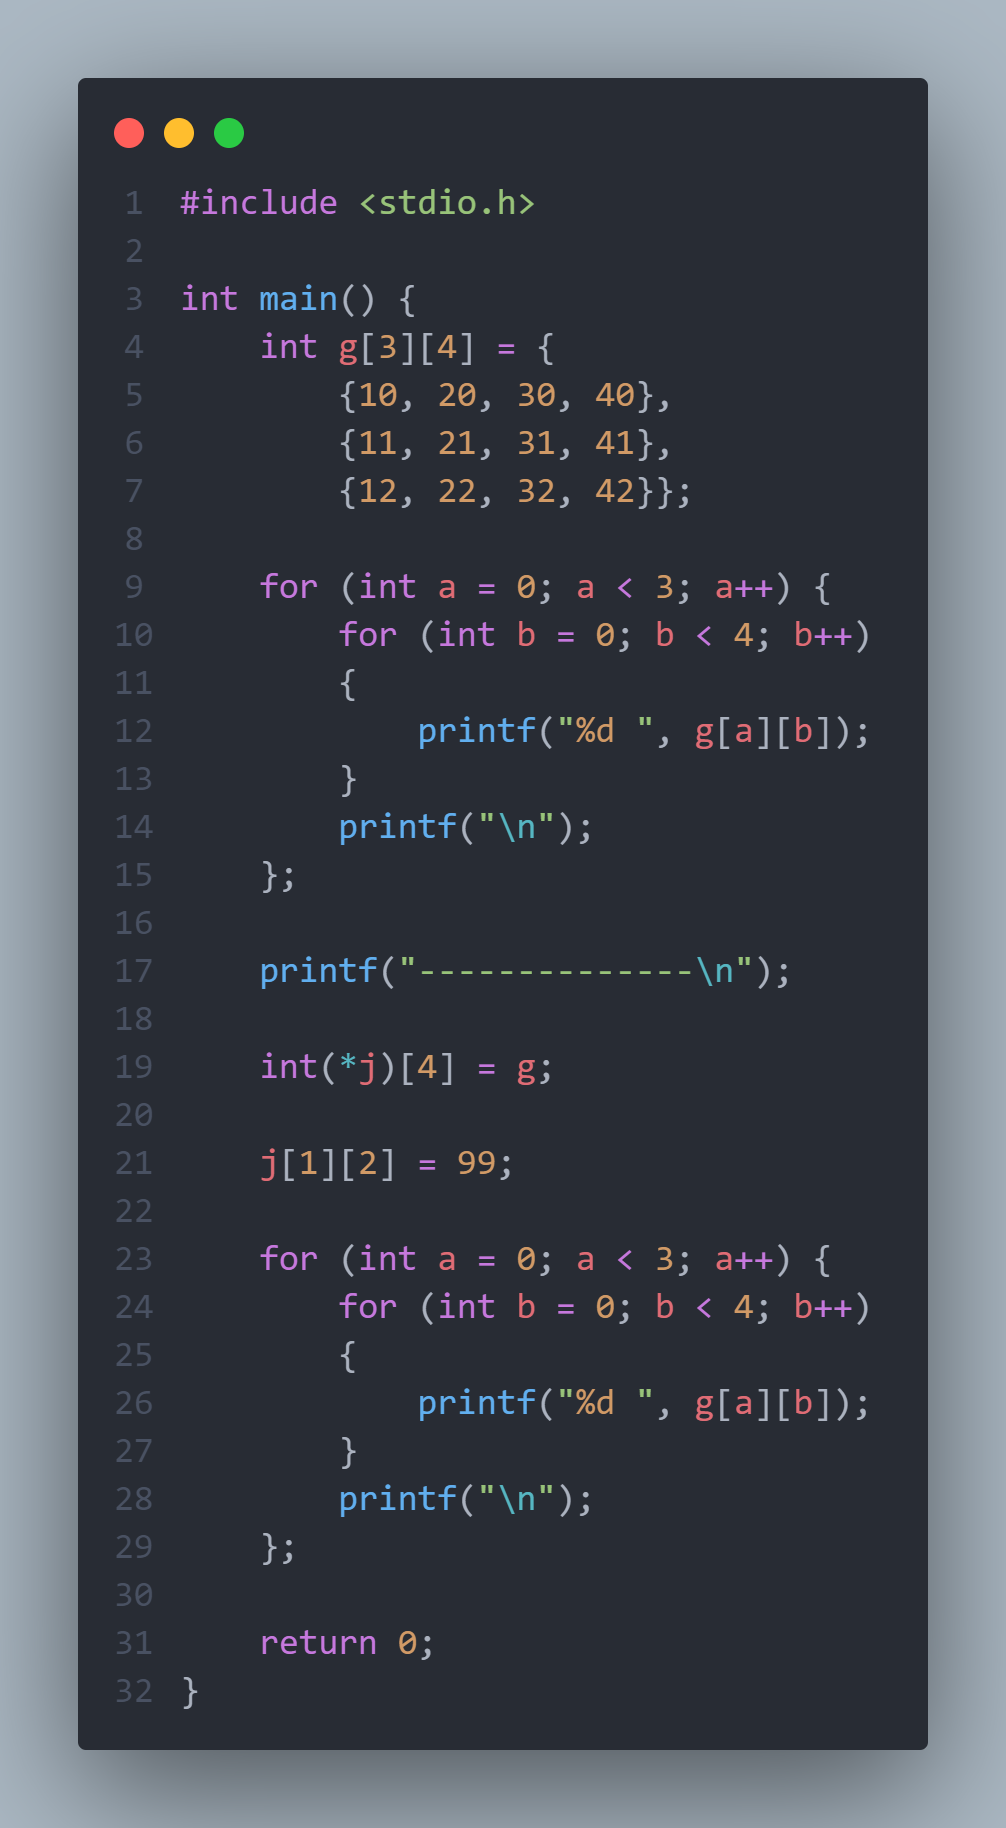 1 #include <stdio.h>
2
3 int main() {
4     int g[3][4] = {
5         {10, 20, 30, 40},
6         {11, 21, 31, 41},
7         {12, 22, 32, 42}};
8
9     for (int a = 0; a < 3; a++) {
10         for (int b = 0; b < 4; b++)
11         {
12             printf("%d ", g[a][b]);
13         }
14         printf("\n");
15     };
16
17     printf("--------------\n");
18
19     int(*j)[4] = g;
20
21     j[1][2] = 99;
22
23     for (int a = 0; a < 3; a++) {
24         for (int b = 0; b < 4; b++)
25         {
26             printf("%d ", g[a][b]);
27         }
28         printf("\n");
29     };
30
31     return 0;
32 }